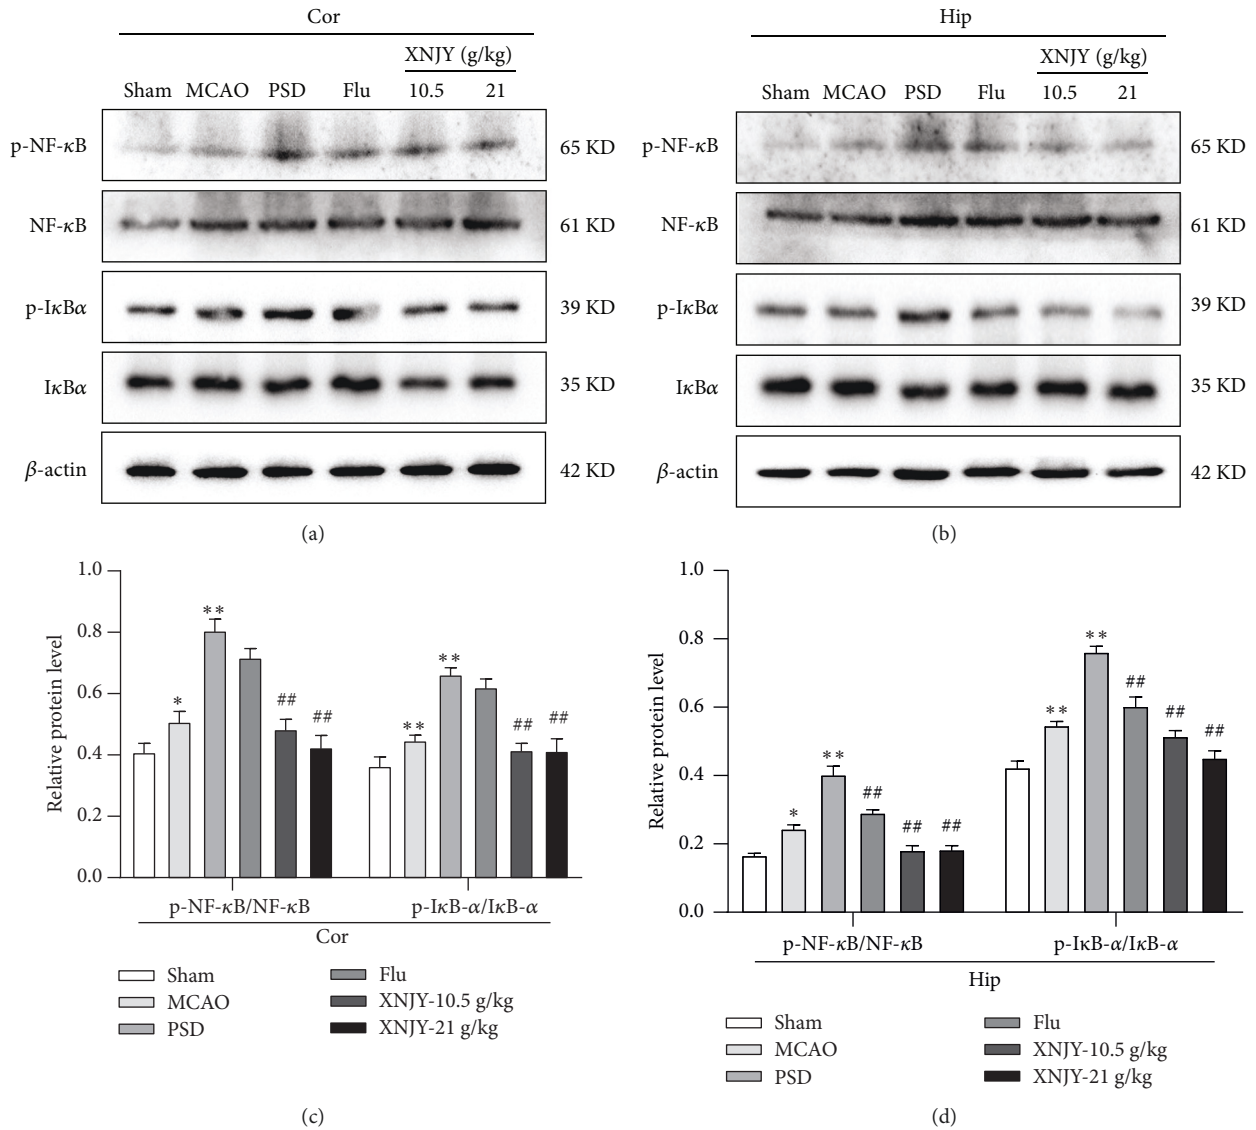 Cor
XNJY (g/kg)
Sham MCAO PSD Flu 10.5 21
p-NF-κB 65 KD
NF-κB 61 KD
p-IκBα 39 KD
IκBα 35 KD
β-actin 42 KD
(a)
Hip
XNJY (g/kg)
Sham MCAO PSD Flu 10.5 21
p-NF-κB 65 KD
NF-κB 61 KD
p-IκBα 39 KD
IκBα 35 KD
β-actin 42 KD
(b)
Relative protein level
1.0
0.8
0.6
0.4
0.2
0.0
* ** ## ##
** ** ## ##
p-NF-κB/NF-κB p-IκB-α/IκB-α
Cor
Sham Flu
MCAO XNJY-10.5 g/kg
PSD XNJY-21 g/kg
(c)
Relative protein level
1.0
0.8
0.6
0.4
0.2
0.0
* ** ## ## ##
** ** ## ## ##
p-NF-κB/NF-κB p-IκB-α/IκB-α
Hip
Sham Flu
MCAO XNJY-10.5 g/kg
PSD XNJY-21 g/kg
(d)